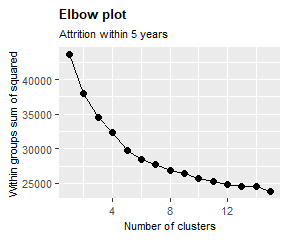 Elbow plot
Attrition within 5 years
Within groups sum of squared
40000
35000
30000
25000
4
8
12
Number of clusters